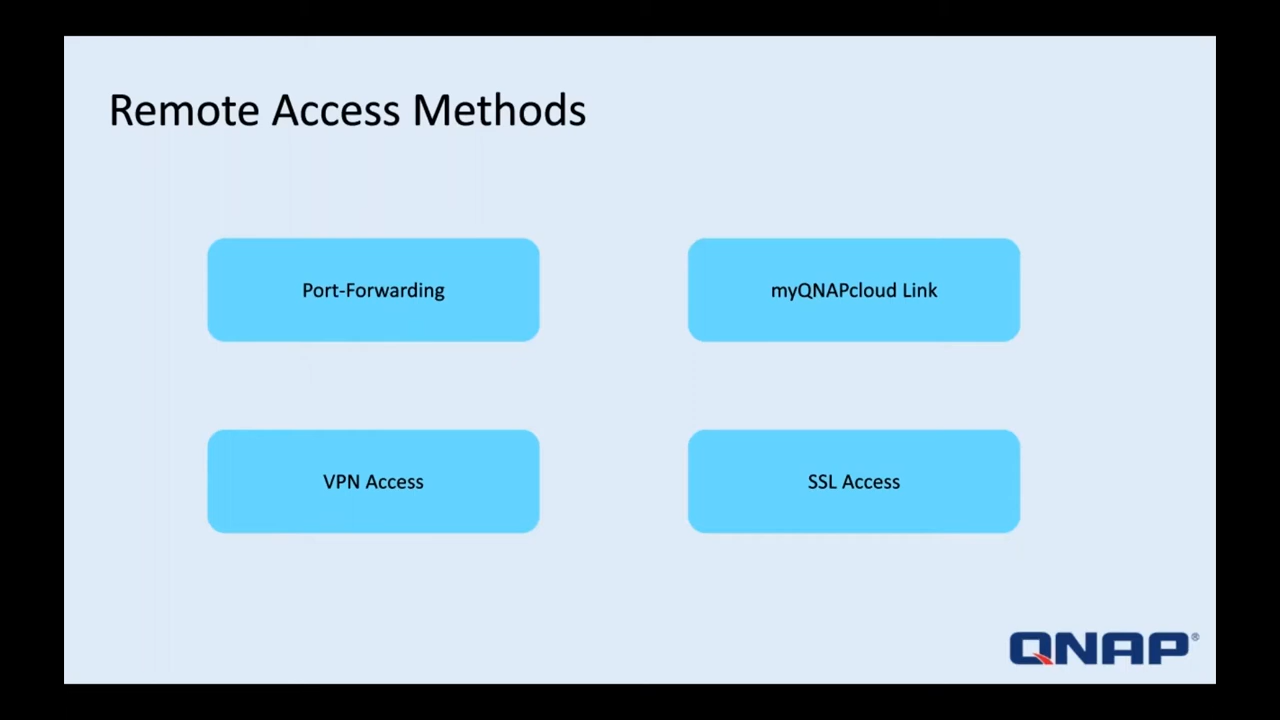 Remote Access Methods
Port-Forwarding
myQNAPcloud Link
VPN Access
SSL Access
QNAP®